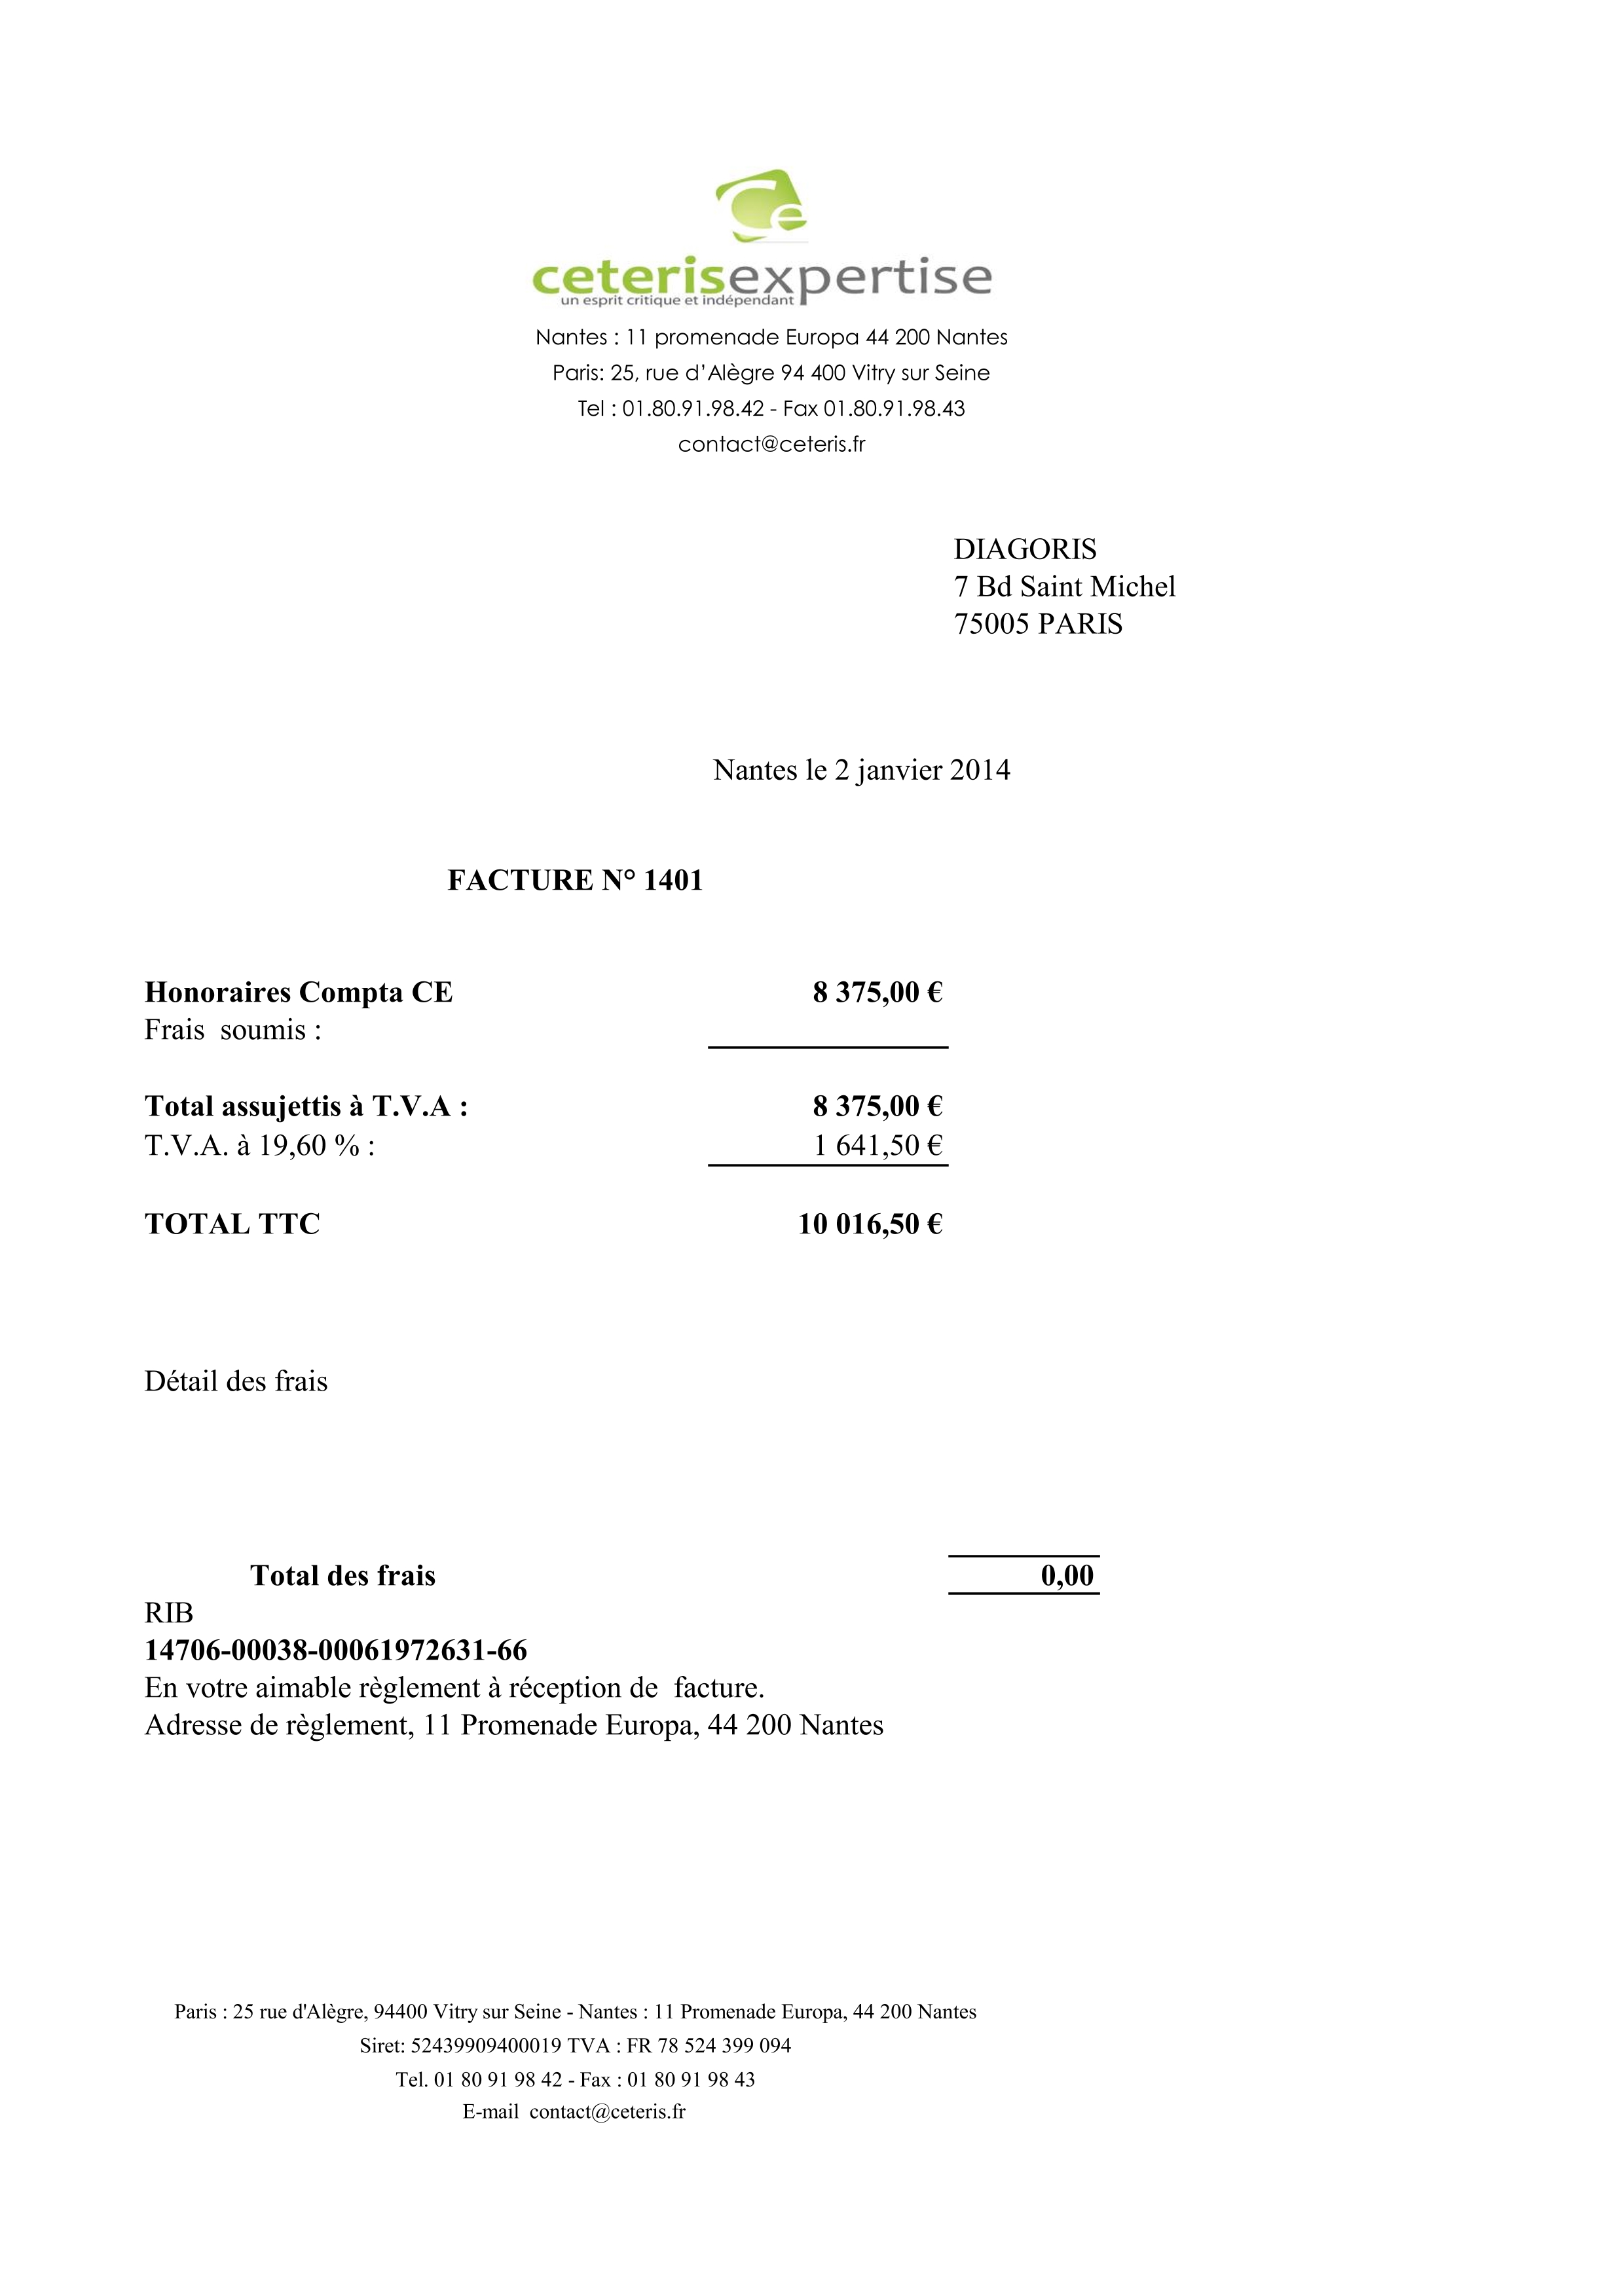 Ce
ceterisexpertise
un esprit critique et indépendant
Nantes : 11 promenade Europa 44 200 Nantes
Paris: 25, rue d’Alègre 94 400 Vitry sur Seine
Tel : 01.80.91.98.42 - Fax 01.80.91.98.43
contact@ceteris.fr
DIAGORIS
7 Bd Saint Michel
75005 PARIS
Nantes le 2 janvier 2014
FACTURE N° 1401
Honoraires Compta CE 8 375,00 €
Frais soumis :
Total assujettis à T.V.A : 8 375,00 €
T.V.A. à 19,60 % : 1 641,50 €
TOTAL TTC 10 016,50 €
Détail des frais
Total des frais 0,00
RIB
14706-00038-00061972631-66
En votre aimable règlement à réception de facture.
Adresse de règlement, 11 Promenade Europa, 44 200 Nantes
Paris : 25 rue d'Alègre, 94400 Vitry sur Seine - Nantes : 11 Promenade Europa, 44 200 Nantes
Siret: 52439909400019 TVA : FR 78 524 399 094
Tel. 01 80 91 98 42 - Fax : 01 80 91 98 43
E-mail contact@ceteris.fr